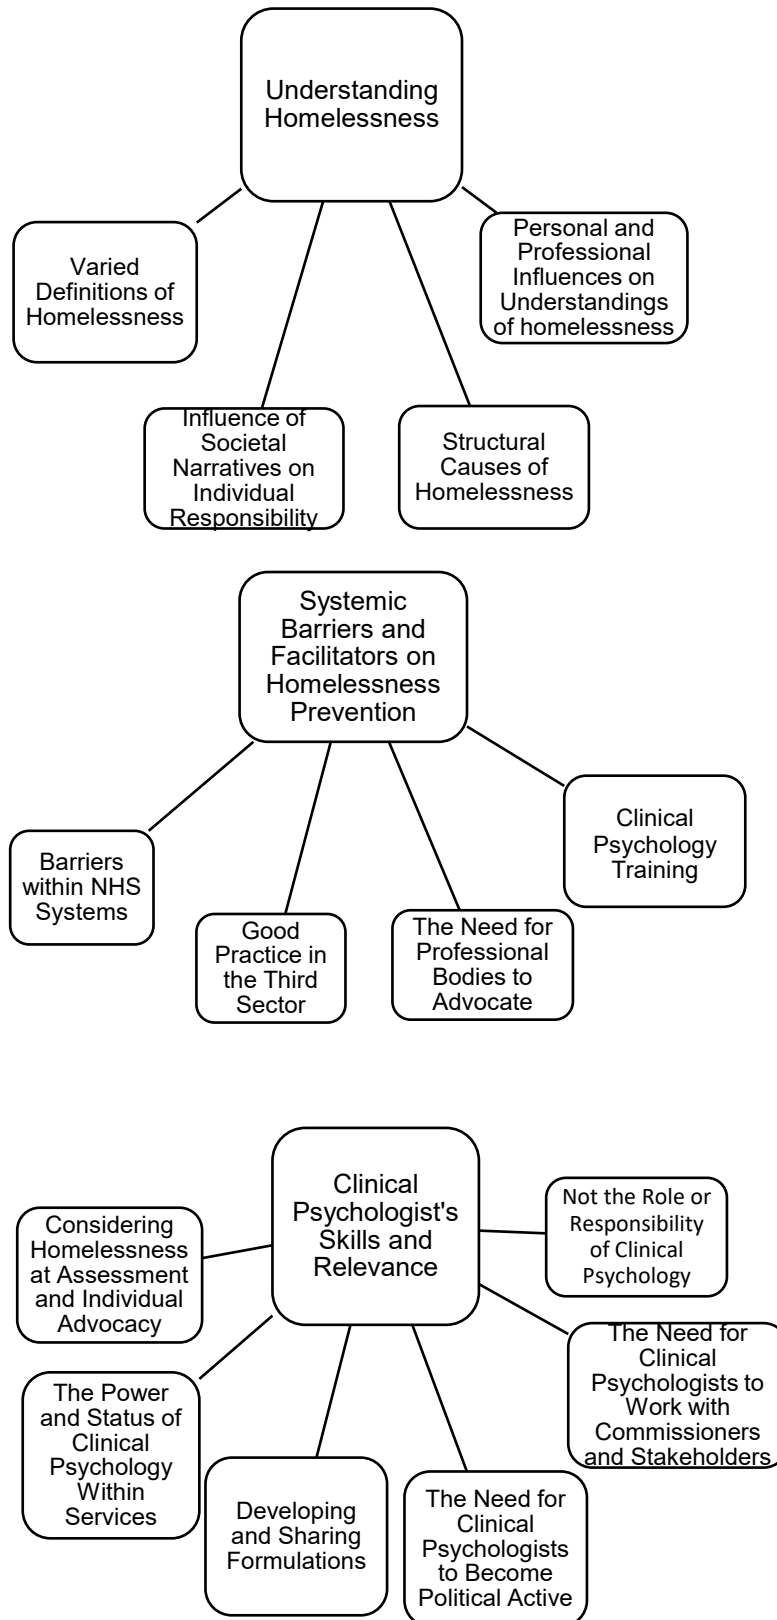 Understanding
Homelessness
Varied
Definitions of
Homelessness
Personal and
Professional
Influences on
Understandings
of homelessness
Influence of
Societal
Narratives on
Individual
Responsibility
Structural
Causes of
Homelessness
Systemic
Barriers and
Facilitators on
Homelessness
Prevention
Barriers
within NHS
Systems
Good
Practice in
the Third
Sector
The Need for
Professional
Bodies to
Advocate
Clinical
Psychology
Training
Clinical
Psychologist's
Skills and
Relevance
Considering
Homelessness
at Assessment
and Individual
Advocacy
The Power
and Status of
Clinical
Psychology
Within
Services
Developing
and Sharing
Formulations
The Need for
Clinical
Psychologists
to Become
Political Active
The Need for
Clinical
Psychologists to
Work with
Commissioners
and Stakeholders
Not the Role or
Responsibility
of Clinical
Psychology